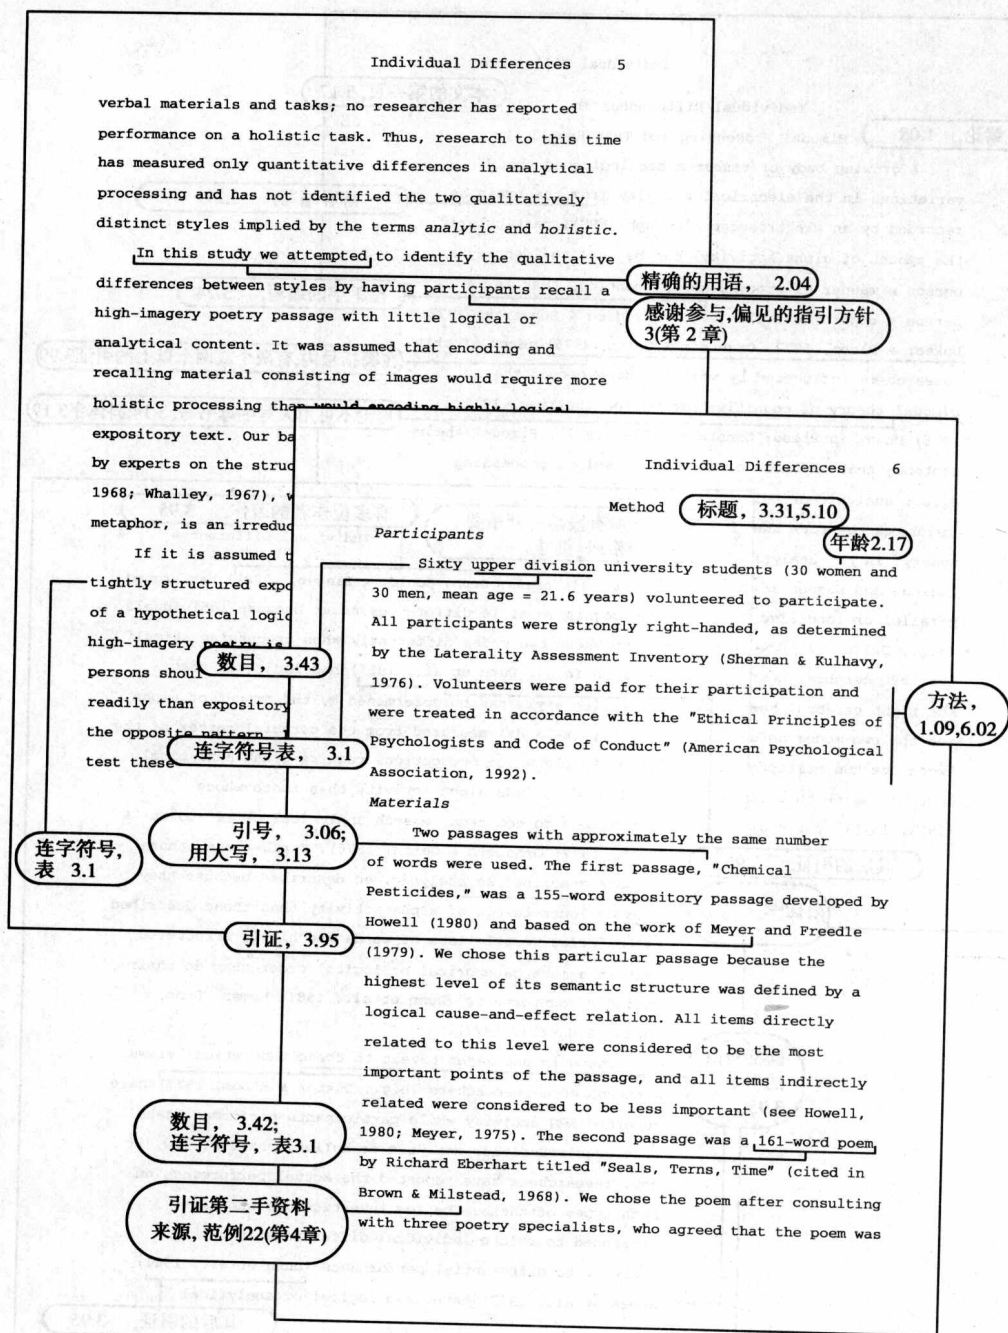 Individual Differences 5
verbal materials and tasks; no researcher has reported
performance on a holistic task. Thus, research to this time
has measured only quantitative differences in analytical
processing and has not identified the two qualitatively
distinct styles implied by the terms analytic and holistic.
In this study we attempted to identify the qualitative
differences between styles by having participants recall a
high-imagery poetry passage with little logical or
analytical content. It was assumed that encoding and
recalling material consisting of images would require more
holistic processing than would encoding highly logical
expository text. Our ba
by experts on the struc
1968; Whalley, 1967), w
metaphor, is an irreduc
If it is assumed t
tightly structured expo
of a hypothetical logic
high-imagery poetry is
persons shoul
readily than expository
the opposite pattern.
test these
精确的用语, 2.04
感谢参与,偏见的指引方针
3(第2章)
Individual Differences 6
Method
标题, 3.31,5.10
Participants
年龄2.17
Sixty upper division university students (30 women and
30 men, mean age = 21.6 years) volunteered to participate.
All participants were strongly right-handed, as determined
by the Laterality Assessment Inventory (Sherman & Kulhavy,
1976). Volunteers were paid for their participation and
were treated in accordance with the "Ethical Principles of
Psychologists and Code of Conduct" (American Psychological
Association, 1992).
Materials
Two passages with approximately the same number
of words were used. The first passage, "Chemical
Pesticides," was a 155-word expository passage developed by
Howell (1980) and based on the work of Meyer and Freedle
(1979). We chose this particular passage because the
highest level of its semantic structure was defined by a
logical cause-and-effect relation. All items directly
related to this level were considered to be the most
important points of the passage, and all items indirectly
related were considered to be less important (see Howell,
1980; Meyer, 1975). The second passage was a 161-word poem
by Richard Eberhart titled "Seals, Terns, Time" (cited in
Brown & Milstead, 1968). We chose the poem after consulting
with three poetry specialists, who agreed that the poem was
数目, 3.43
连字符号表, 3.1
方法,
1.09,6.02
引号, 3.06;
用大写, 3.13
连字符号,
表 3.1
引证, 3.95
数目, 3.42;
连字符号, 表3.1
引证第二手资料
来源, 范例22(第4章)